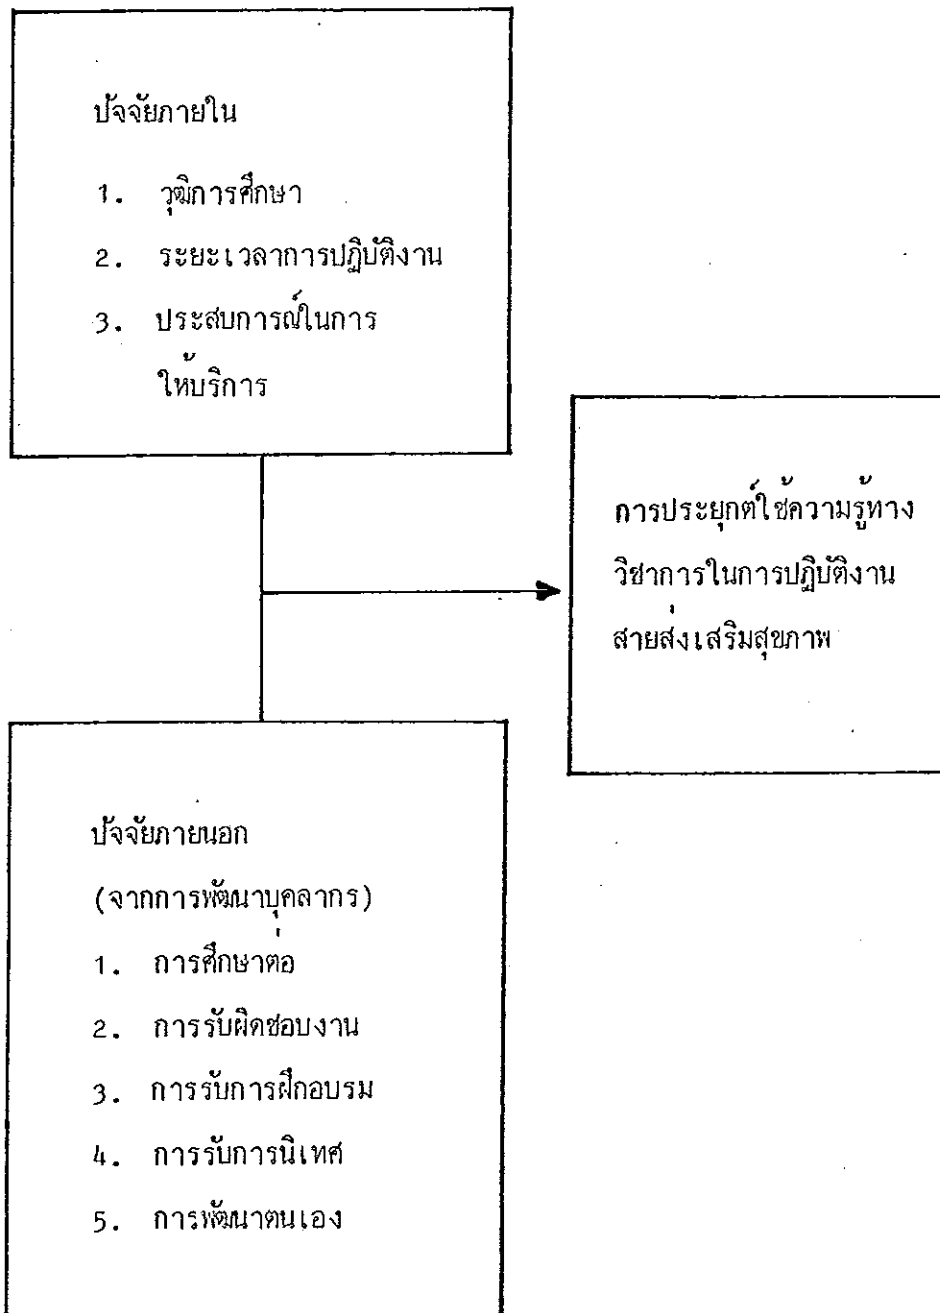 ปัจจัยภายใน
1. วุฒิการศึกษา
2. ระยะเวลาการปฏิบัติงาน
3. ประสบการณ์ในการ
ให้บริการ
การประยุกต์ใช้ความรู้ทาง
วิชาการในการปฏิบัติงาน
สายส่งเสริมสุขภาพ
ปัจจัยภายนอก
(จากการพัฒนาบุคลากร)
1. การศึกษาต่อ
2. การรับผิดชอบงาน
3. การรับการฝึกอบรม
4. การรับการนิเทศ
5. การพัฒนาตนเอง